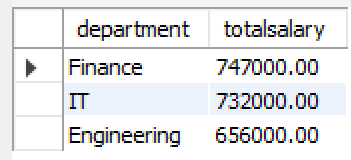 department totalsalary
Finance 747000.00
IT 732000.00
Engineering 656000.00